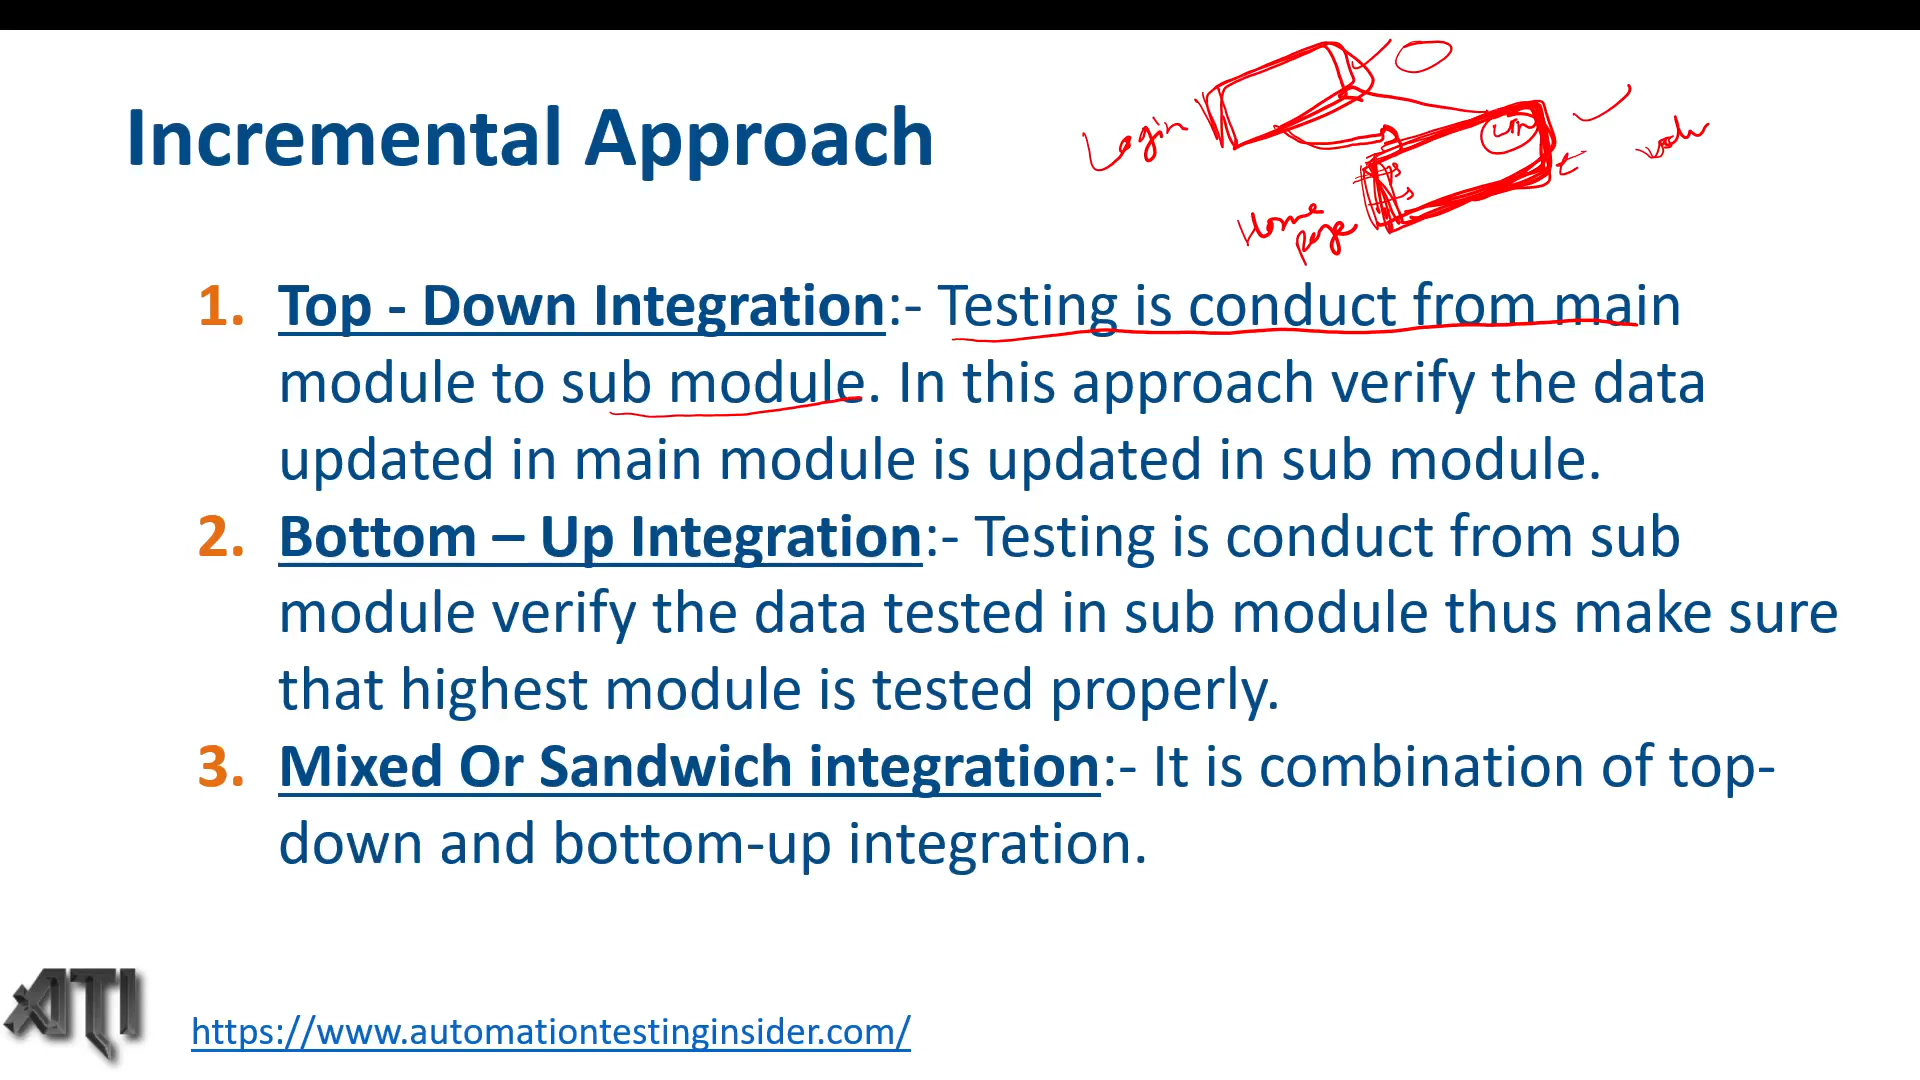 Incremental Approach
Login
Home
page
1. Top - Down Integration:- Testing is conduct from main
module to sub module. In this approach verify the data
updated in main module is updated in sub module.
2. Bottom – Up Integration:- Testing is conduct from sub
module verify the data tested in sub module thus make sure
that highest module is tested properly.
3. Mixed Or Sandwich integration:- It is combination of top-
down and bottom-up integration.
ATI
https://www.automationtestinginsider.com/